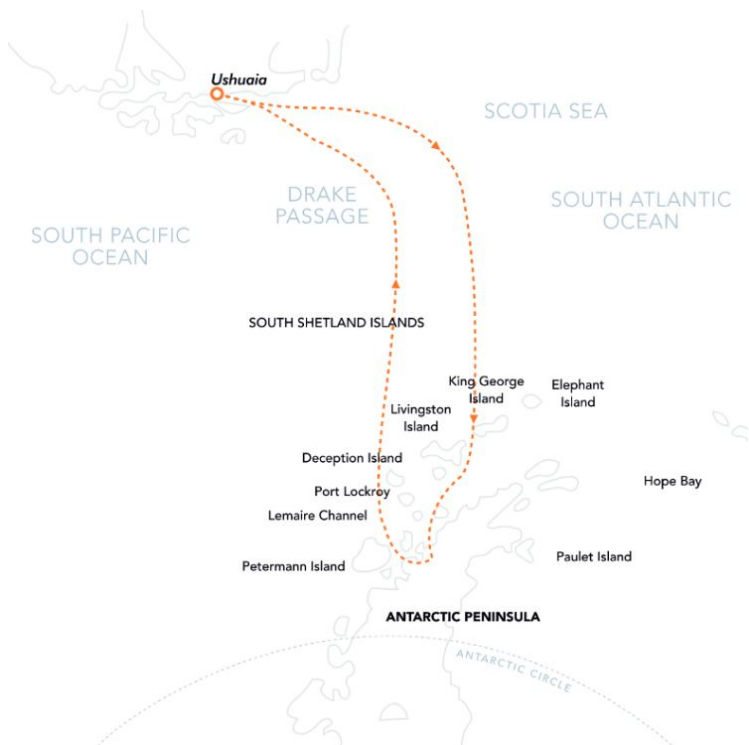 Ushuaia
SCOTIA SEA
DRAKE
PASSAGE
SOUTH ATLANTIC
OCEAN
SOUTH PACIFIC
OCEAN
SOUTH SHETLAND ISLANDS
King George
Island
Elephant
Island
Livingston
Island
Deception Island
Hope Bay
Port Lockroy
Lemaire Channel
Paulet Island
Petermann Island
ANTARCTIC PENINSULA
ANTARCTIC CIRCLE